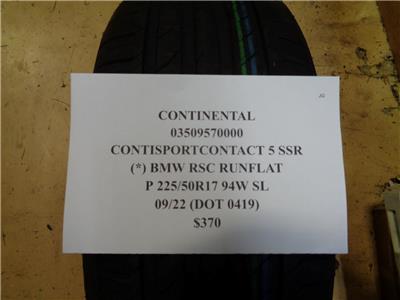 CONTINENTAL
03509570000
CONTISPORTCONTACT 5 SSR
(*) BMW RSC RUNFLAT
P 225/50R17 94W SL
09/22 (DOT 0419)
$370